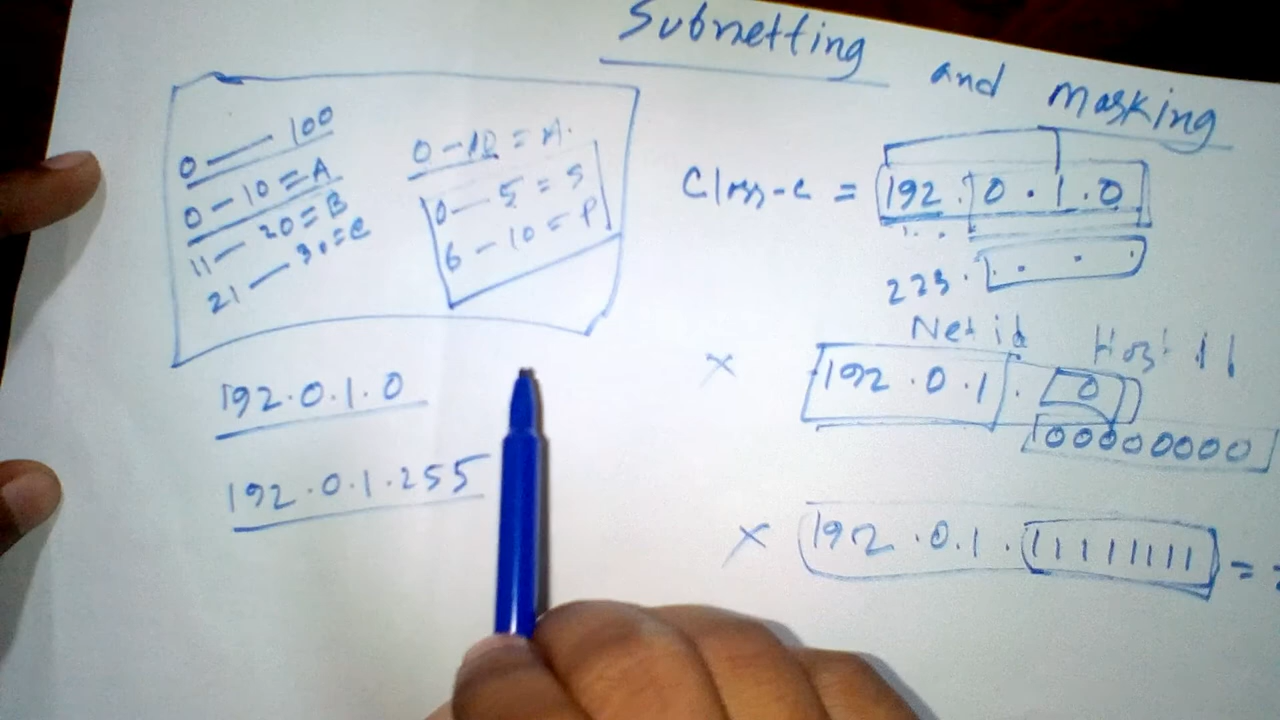 Subnetting and masking
0 — 100
0 - 10 = A
11 — 20 = B
21 — 30 = C
0 - 10 = A.
0 — 5 = S
6 - 10 = P
Class-c = 192.0.1.0
223. . . .
Net id Host id
x 192.0.1.0
00000000
192.0.1.0
192.0.1.255
x 192.0.1.11111111 =